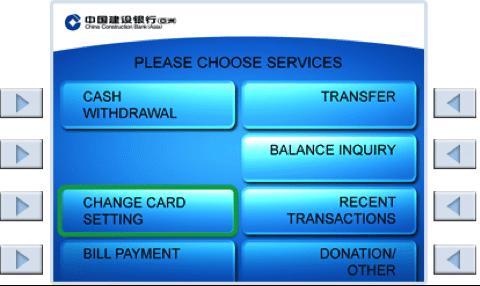 中国建设银行(亞洲)
China Construction Bank (Asia)
PLEASE CHOOSE SERVICES
CASH
WITHDRAWAL
TRANSFER
BALANCE INQUIRY
CHANGE CARD
SETTING
RECENT
TRANSACTIONS
BILL PAYMENT
DONATION/
OTHER